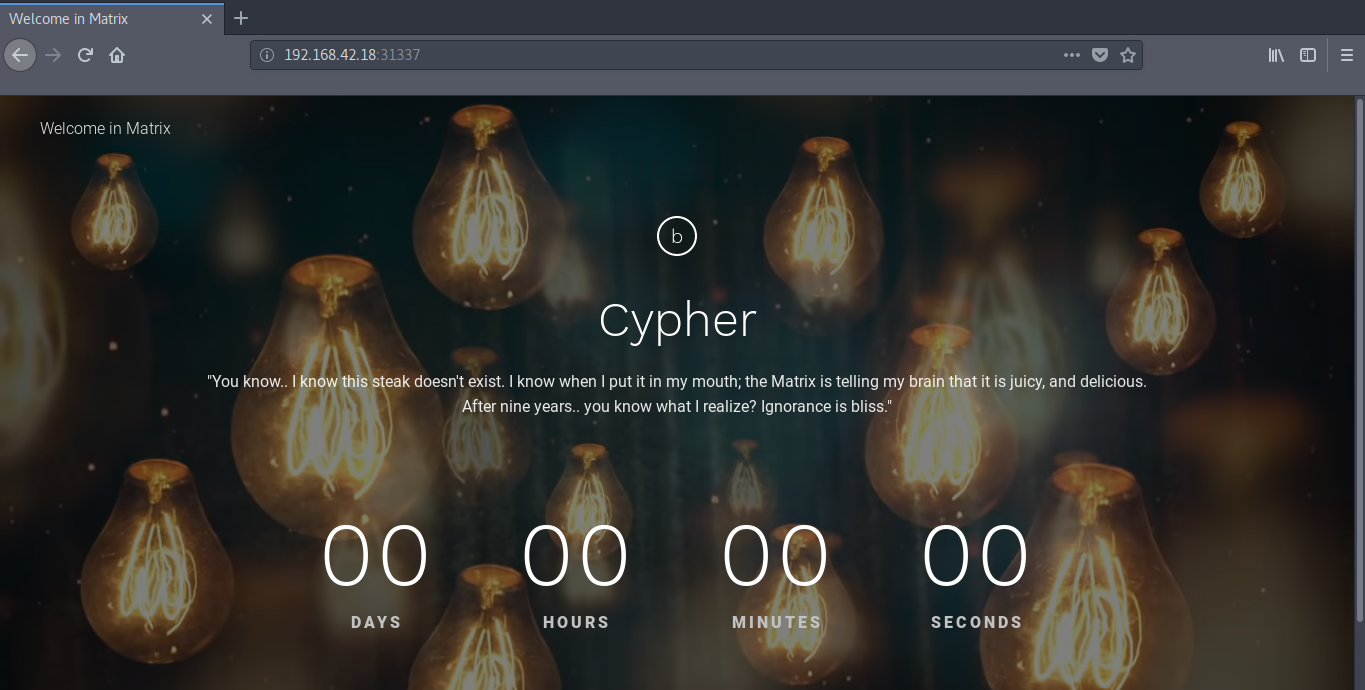 Welcome in Matrix
192.168.42.18:31337
Welcome in Matrix
b
Cypher
"You know.. I know this steak doesn't exist. I know when I put it in my mouth; the Matrix is telling my brain that it is juicy, and delicious.
After nine years.. you know what I realize? Ignorance is bliss."
00 00 00 00
DAYS HOURS MINUTES SECONDS